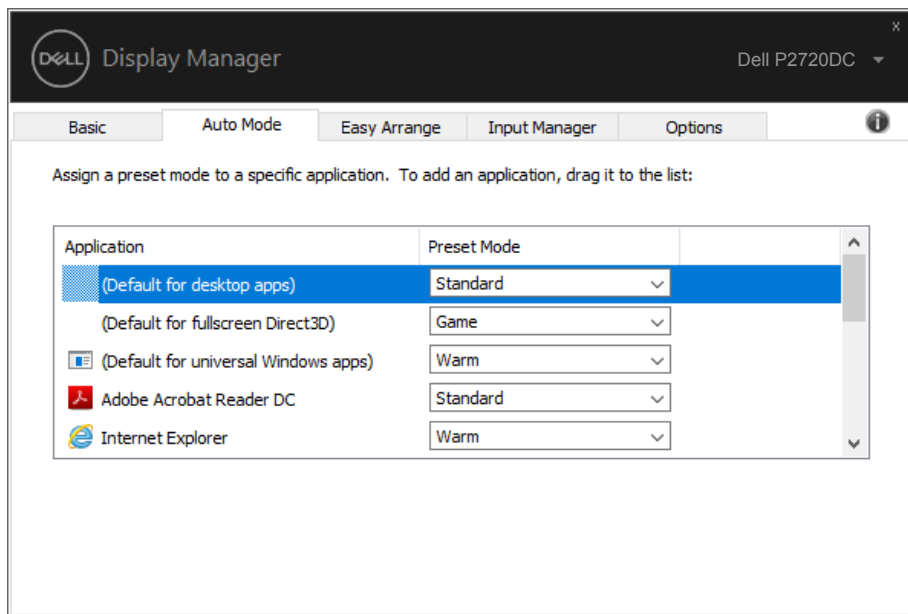 DELL Display Manager
Dell P2720DC
x
Basic Auto Mode Easy Arrange Input Manager Options
Assign a preset mode to a specific application. To add an application, drag it to the list:
Application Preset Mode
(Default for desktop apps) Standard
(Default for fullscreen Direct3D) Game
(Default for universal Windows apps) Warm
Adobe Acrobat Reader DC Standard
Internet Explorer Warm